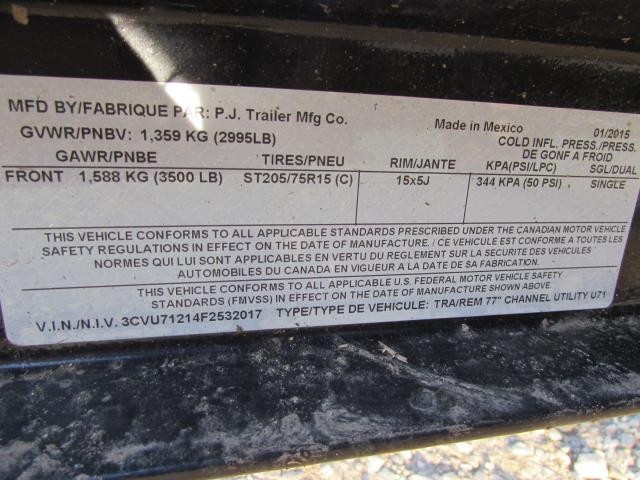 MFD BY/FABRIQUE PAR: P.J. Trailer Mfg Co. Made in Mexico 01/2015
GVWR/PNBV: 1,359 KG (2995LB) COLD INFL. PRESS./PRESS.
DE GONF A FROID
GAWR/PNBE TIRES/PNEU RIM/JANTE KPA(PSI/LPC) SGL/DUAL
FRONT 1,588 KG (3500 LB) ST205/75R15 (C) 15x5J 344 KPA (50 PSI) SINGLE
THIS VEHICLE CONFORMS TO ALL APPLICABLE STANDARDS PRESCRIBED UNDER THE CANADIAN MOTOR VEHICLE
SAFETY REGULATIONS IN EFFECT ON THE DATE OF MANUFACTURE. / CE VEHICULE EST CONFORME A TOUTES LES
NORMES QUI LUI SONT APPLICABLES EN VERTU DU REGLEMENT SUR LA SECURITE DES VEHICULES
AUTOMOBILES DU CANADA EN VIGUEUR A LA DATE DE SA FABRICATION.
THIS VEHICLE CONFORMS TO ALL APPLICABLE U.S. FEDERAL MOTOR VEHICLE SAFETY
STANDARDS (FMVSS) IN EFFECT ON THE DATE OF MANUFACTURE SHOWN ABOVE.
V.I.N./N.I.V. 3CVU71214F2532017 TYPE/TYPE DE VEHICULE: TRA/REM 77" CHANNEL UTILITY U71